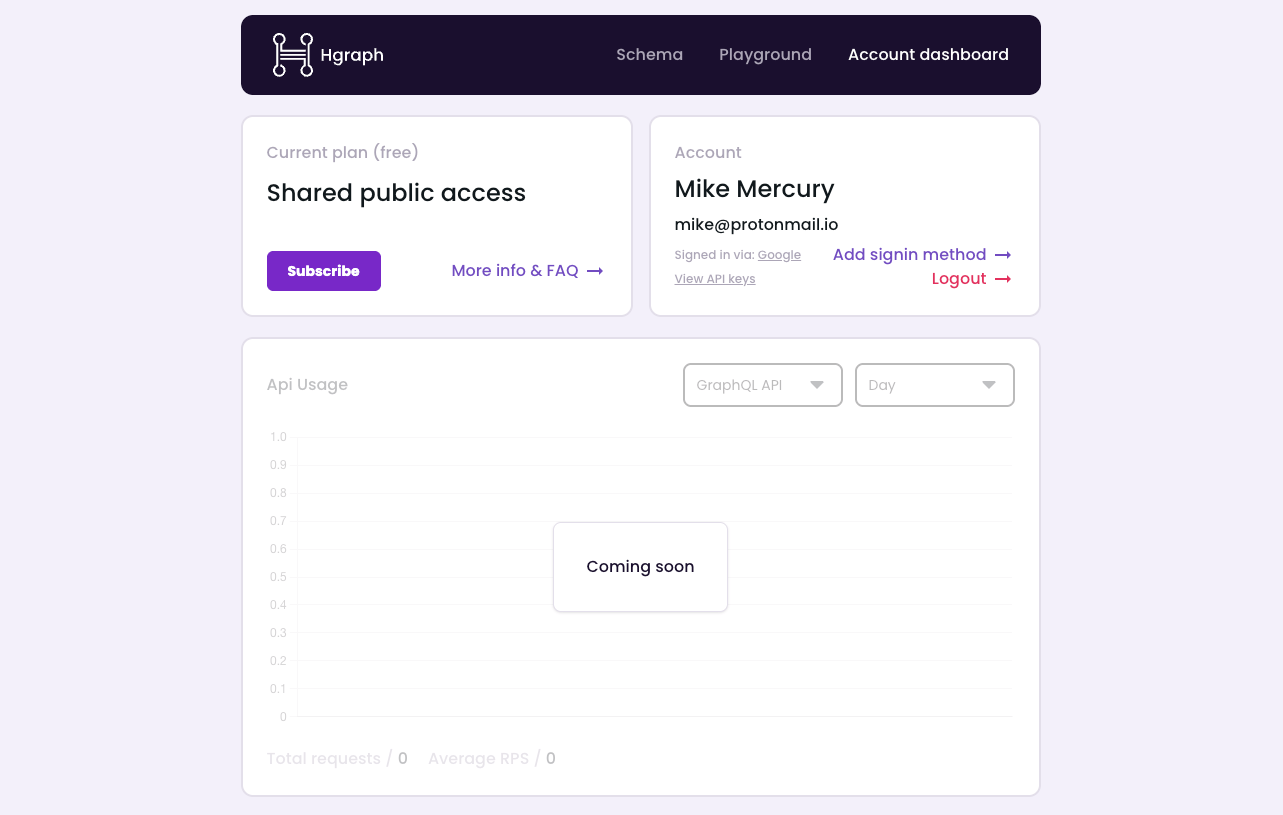 Hgraph
Schema Playground Account dashboard
Current plan (free)
Shared public access
Subscribe More info & FAQ
Account
Mike Mercury
mike@protonmail.io
Signed in via: Google Add signin method
View API keys Logout
Api Usage GraphQL API Day
1.0
0.9
0.8
0.7
0.6
0.5
0.4
0.3
0.2
0.1
0
Coming soon
Total requests / 0 Average RPS / 0